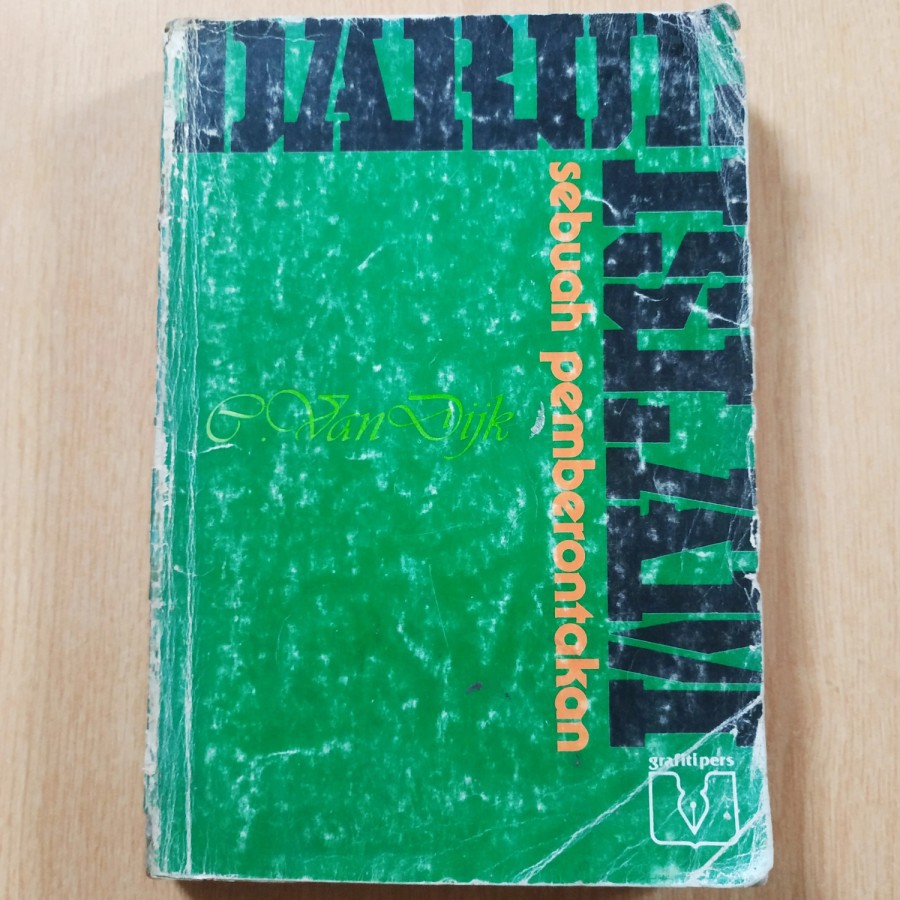 DARUL
ISLAM
sebuah pemberontakan
C. Van Dijk
grafitipers